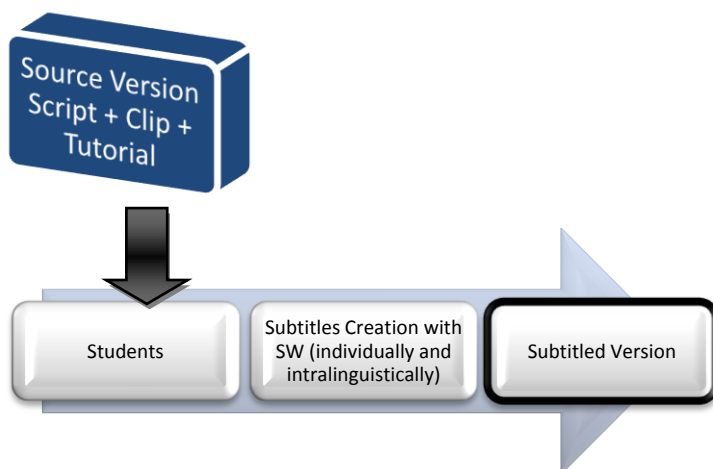 Source Version
Script + Clip +
Tutorial
Students
Subtitles Creation with
SW (individually and
intralinguistically)
Subtitled Version